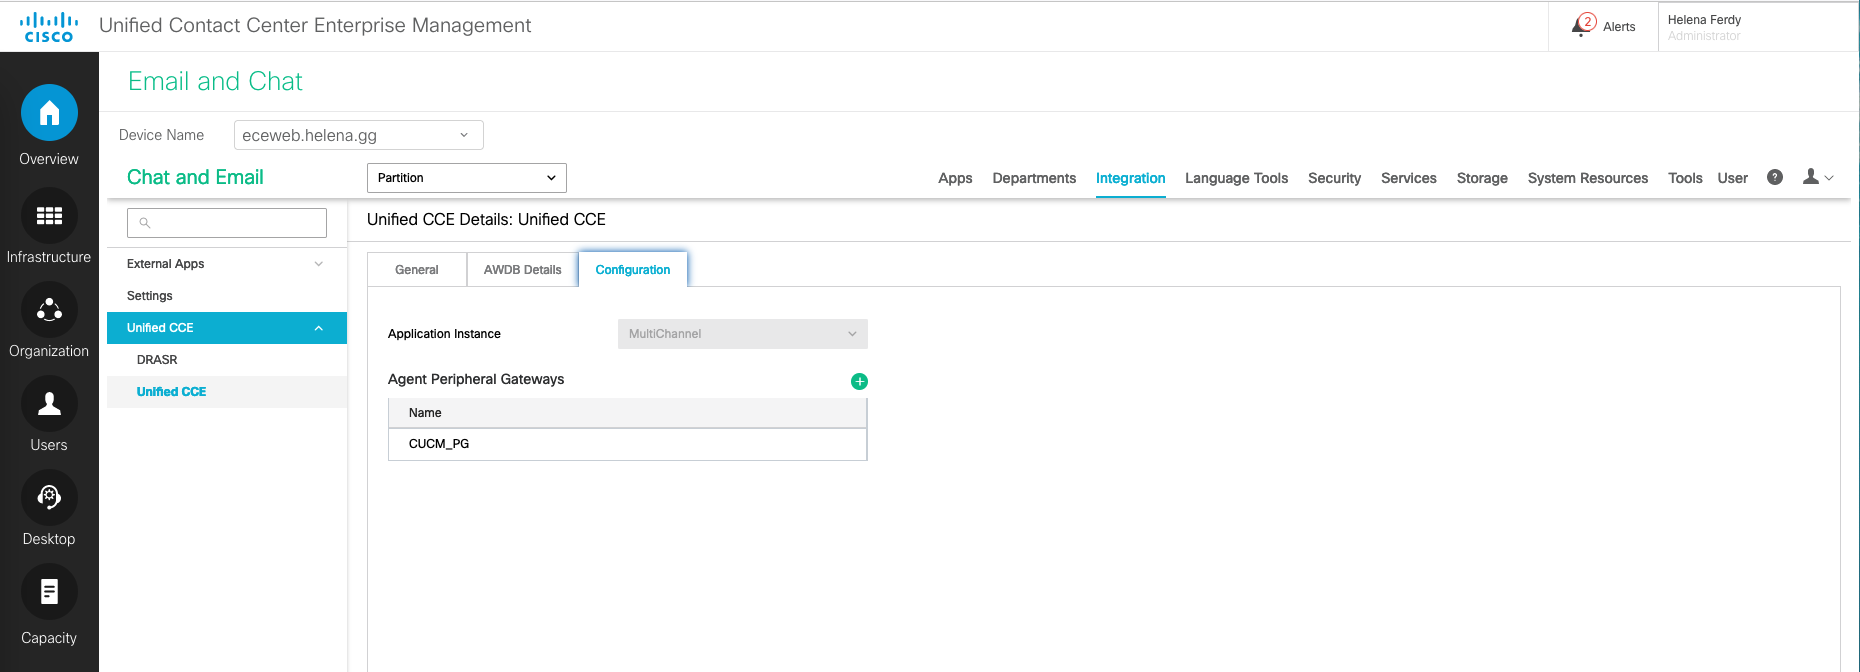 CISCO
Unified Contact Center Enterprise Management
2
Alerts
Helena Ferdy
Administrator
Email and Chat
Device Name
eceweb.helena.gg
Chat and Email
Partition
Apps Departments Integration Language Tools Security Services Storage System Resources Tools User ?
Unified CCE Details: Unified CCE
Overview
Infrastructure
Organization
Users
Desktop
Capacity
External Apps
Settings
Unified CCE
DRASR
Unified CCE
General AWDB Details Configuration
Application Instance MultiChannel
Agent Peripheral Gateways
Name
CUCM_PG